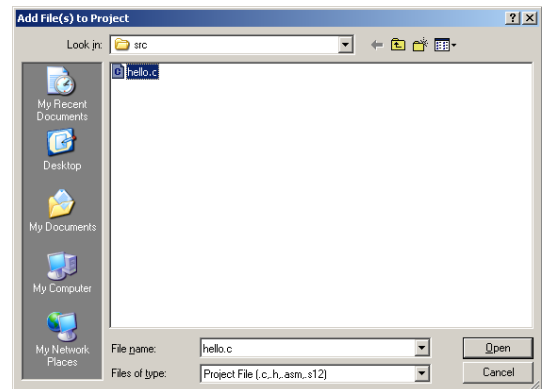 Add File(s) to Project
Look in: src
hello.c
My Recent
Documents
Desktop
My Documents
My Computer
My Network
Places
File name: hello.c Open
Files of type: Project File (.c,.h,.asm,.s12) Cancel